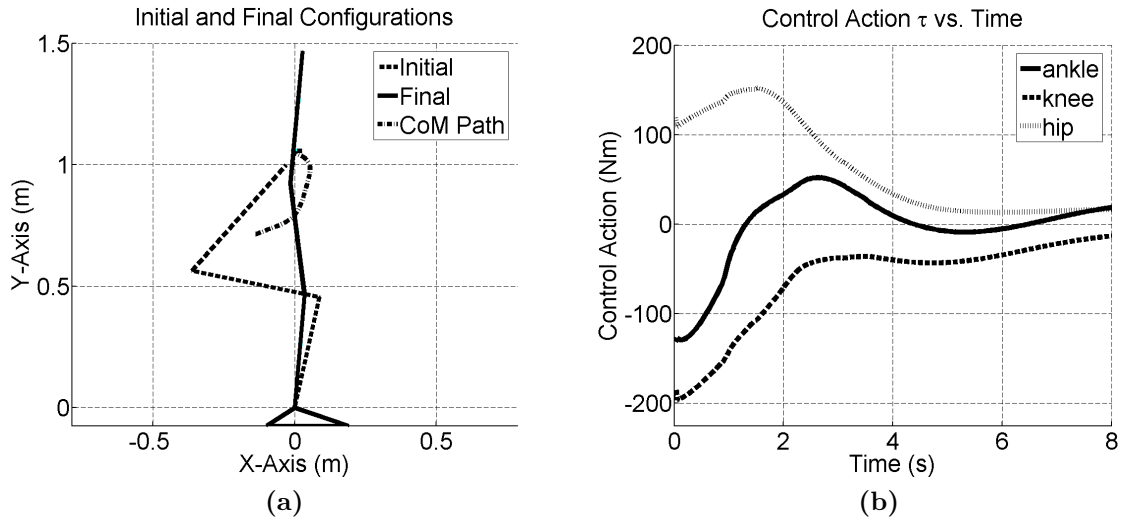 Initial and Final Configurations
1.5
1
0.5
0
Y-Axis (m)
-0.5
0
0.5
X-Axis (m)
Initial
Final
CoM Path
(a)
Control Action τ vs. Time
200
100
0
-100
-200
Control Action (Nm)
0
2
4
6
8
Time (s)
ankle
knee
hip
(b)